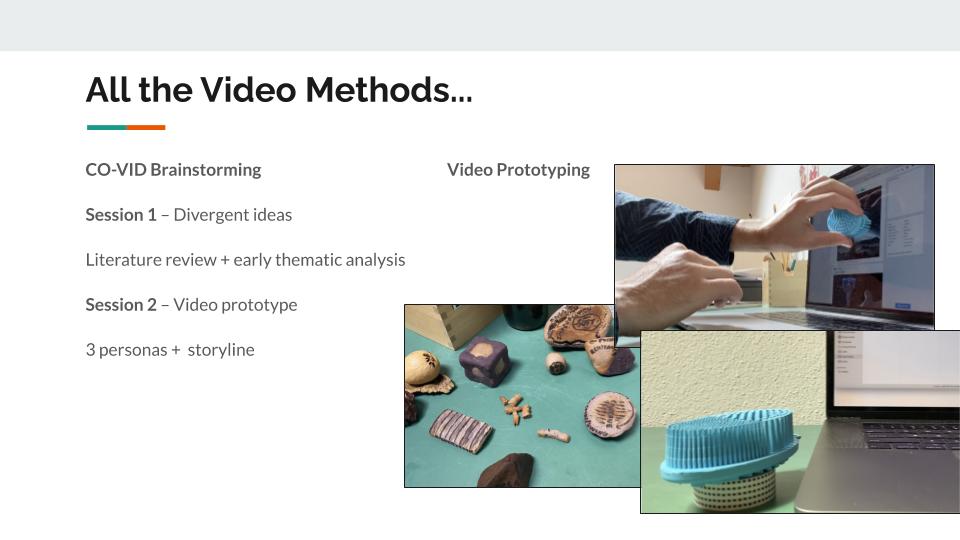 All the Video Methods...
CO-VID Brainstorming
Session 1 – Divergent ideas
Literature review + early thematic analysis
Session 2 – Video prototype
3 personas + storyline
Video Prototyping